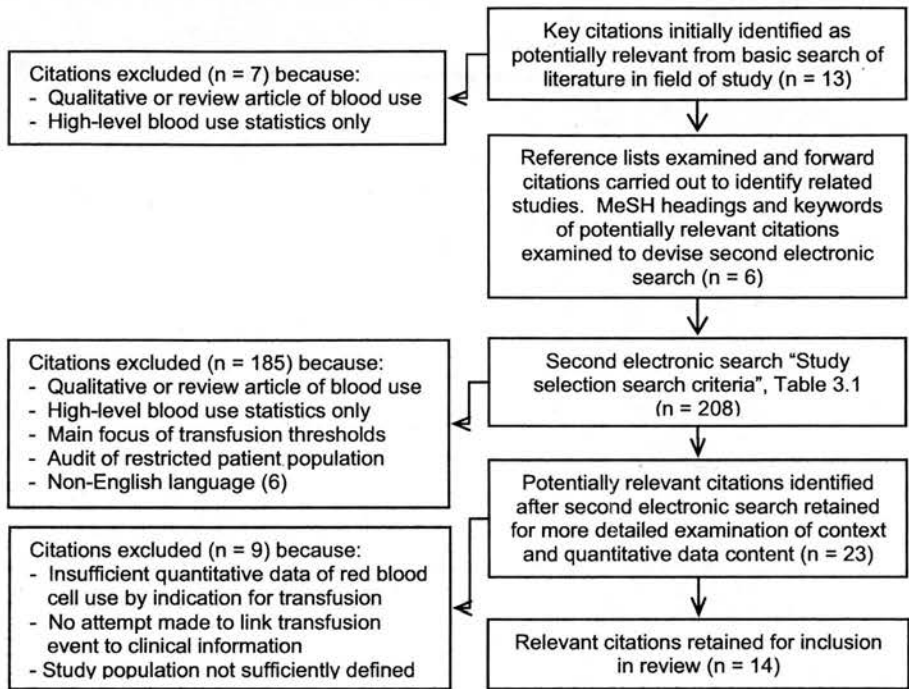 Key citations initially identified as
potentially relevant from basic search of
literature in field of study (n = 13)
Citations excluded (n = 7) because:
- Qualitative or review article of blood use
- High-level blood use statistics only
Reference lists examined and forward
citations carried out to identify related
studies. MeSH headings and keywords
of potentially relevant citations
examined to devise second electronic
search (n = 6)
Second electronic search “Study
selection search criteria”, Table 3.1
(n = 208)
Citations excluded (n = 185) because:
- Qualitative or review article of blood use
- High-level blood use statistics only
- Main focus of transfusion thresholds
- Audit of restricted patient population
- Non-English language (6)
Potentially relevant citations identified
after second electronic search retained
for more detailed examination of context
and quantitative data content (n = 23)
Citations excluded (n = 9) because:
- Insufficient quantitative data of red blood
cell use by indication for transfusion
- No attempt made to link transfusion
event to clinical information
- Study population not sufficiently defined
Relevant citations retained for inclusion
in review (n = 14)